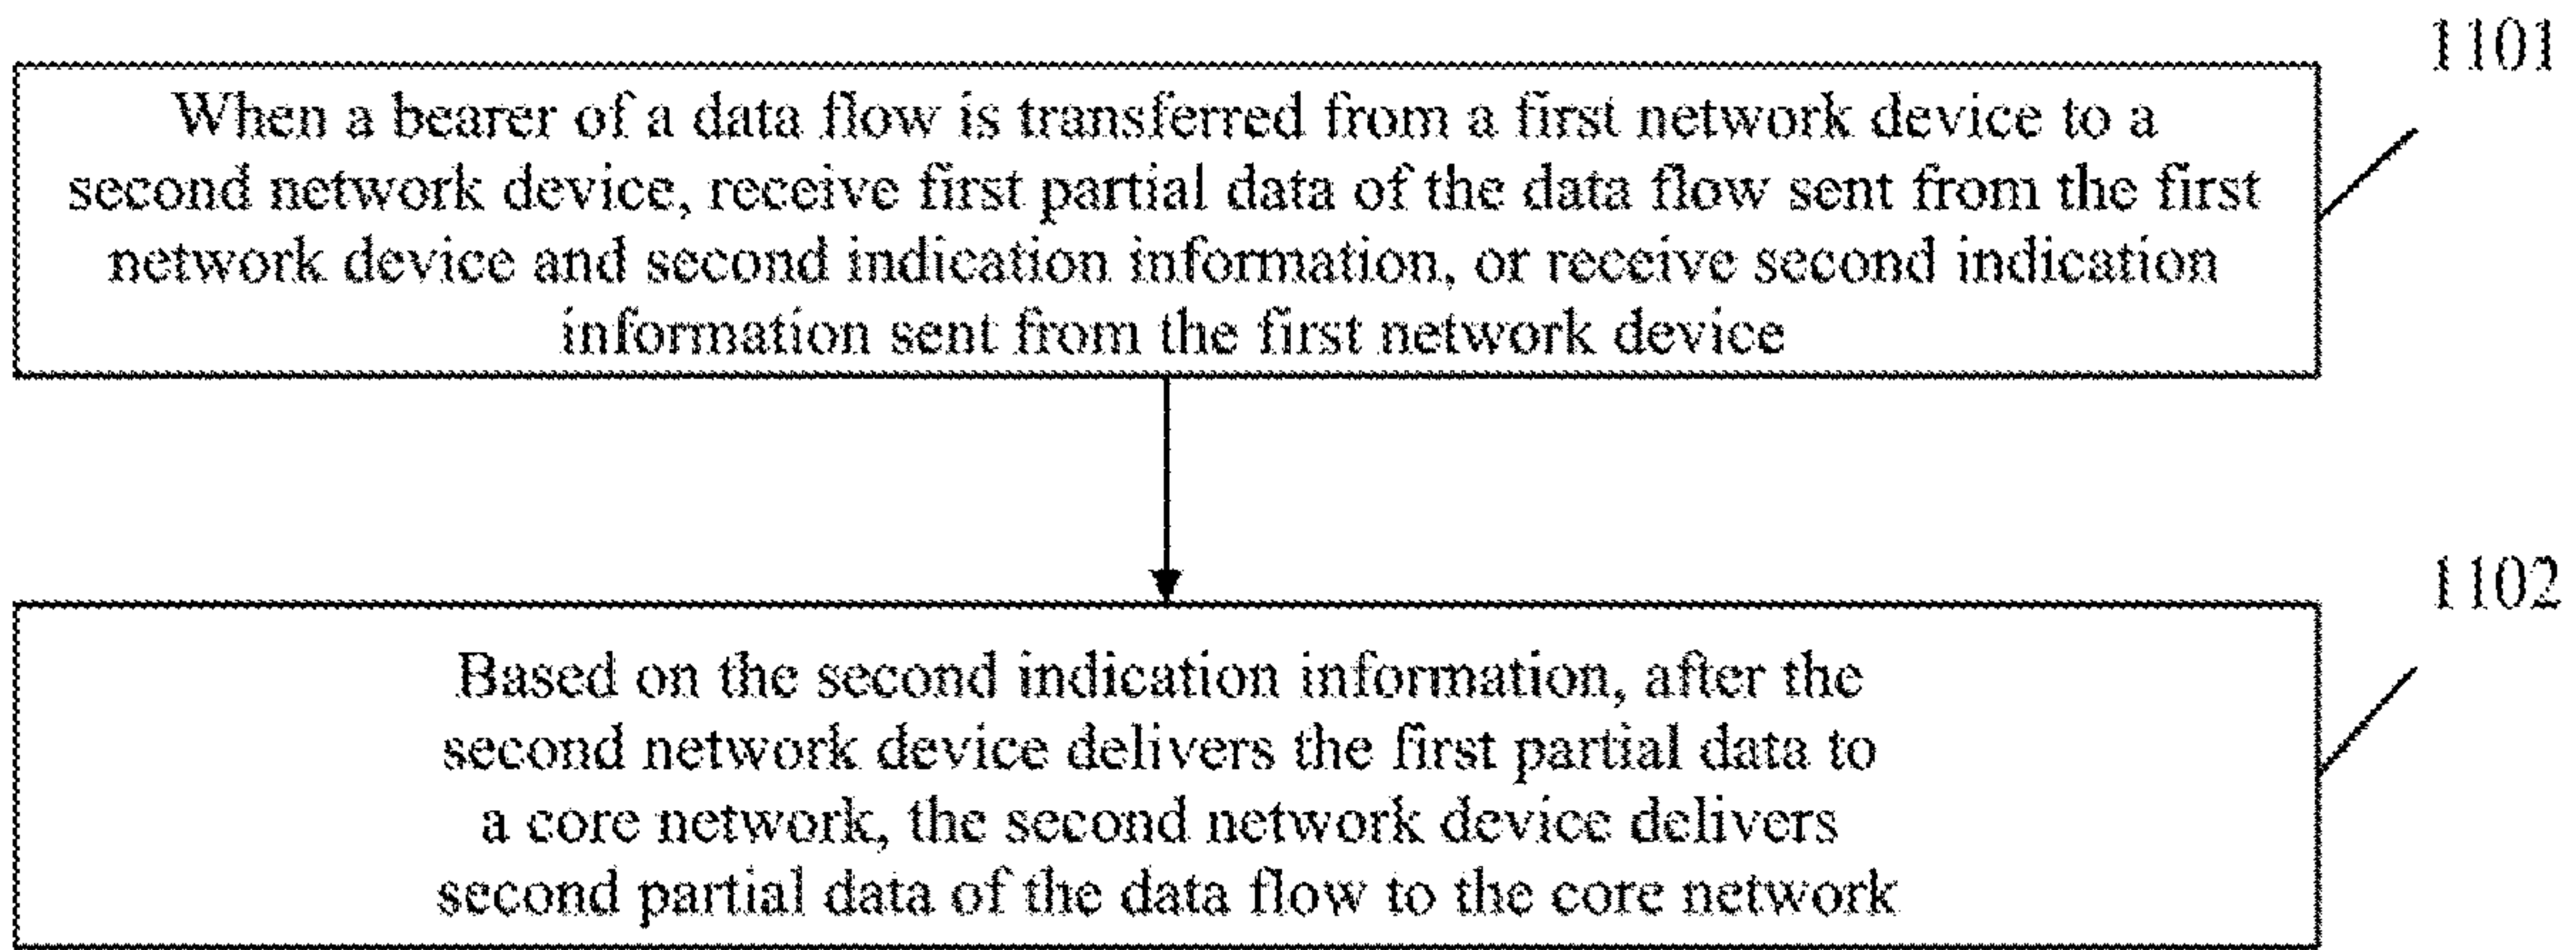 1101
When a bearer of a data flow is transferred from a first network device to a
second network device, receive first partial data of the data flow sent from the first
network device and second indication information, or receive second indication
information sent from the first network device
1102
Based on the second indication information, after the
second network device delivers the first partial data to
a core network, the second network device delivers
second partial data of the data flow to the core network